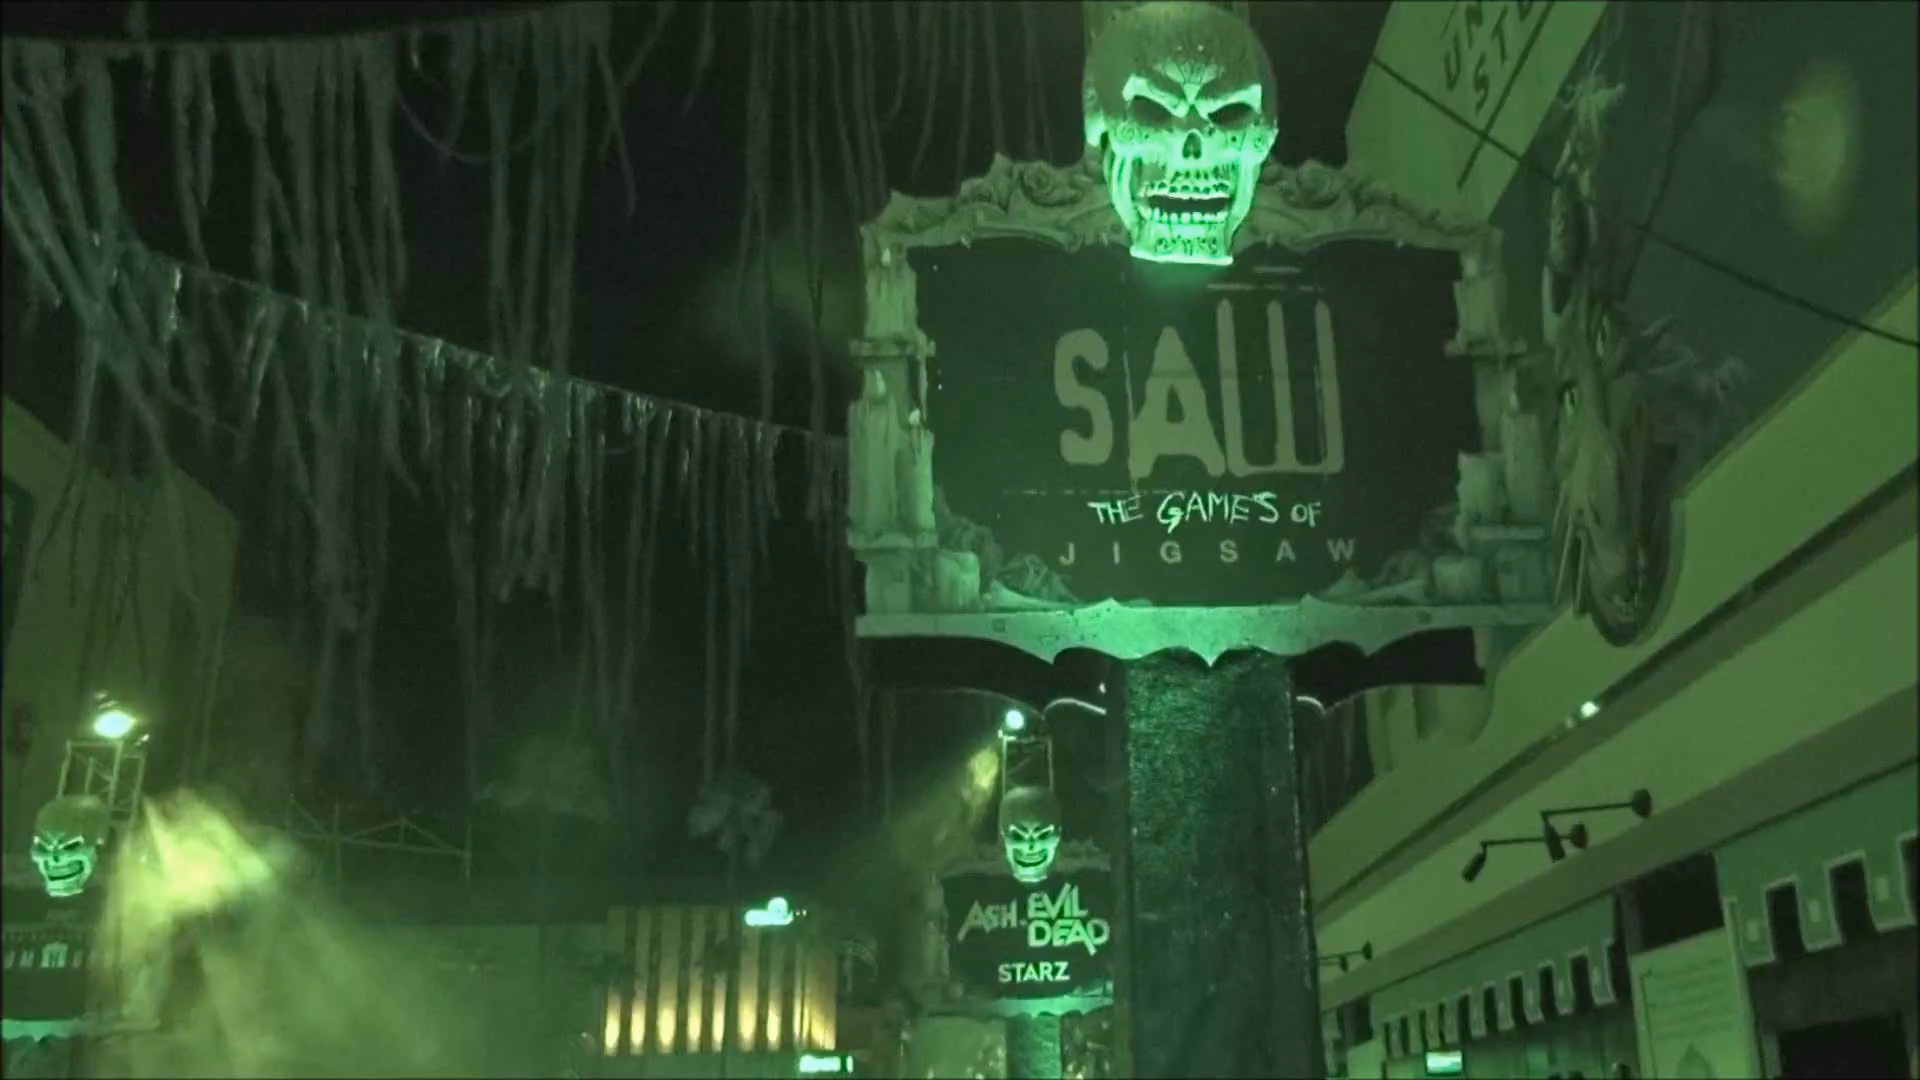 SAW
THE GAMES OF
JIGSAW
ASH vs EVIL
DEAD
STARZ